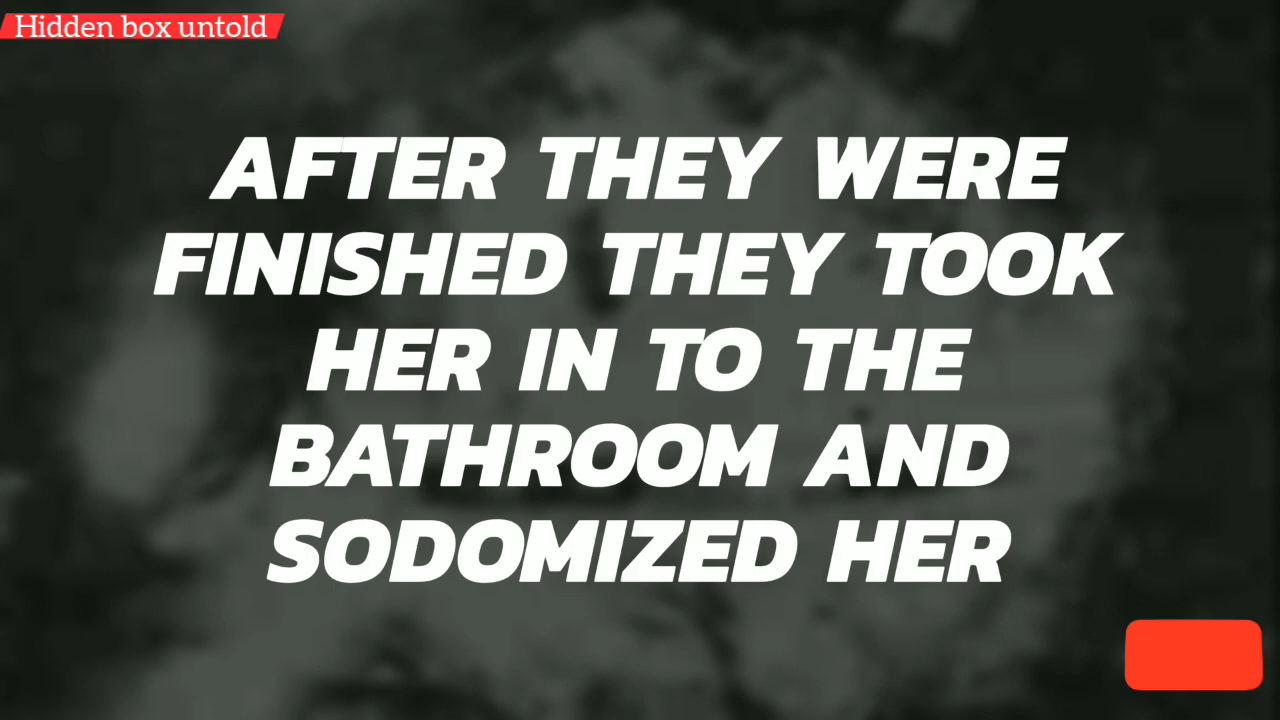 Hidden box untold
AFTER THEY WERE
FINISHED THEY TOOK
HER IN TO THE
BATHROOM AND
SODOMIZED HER